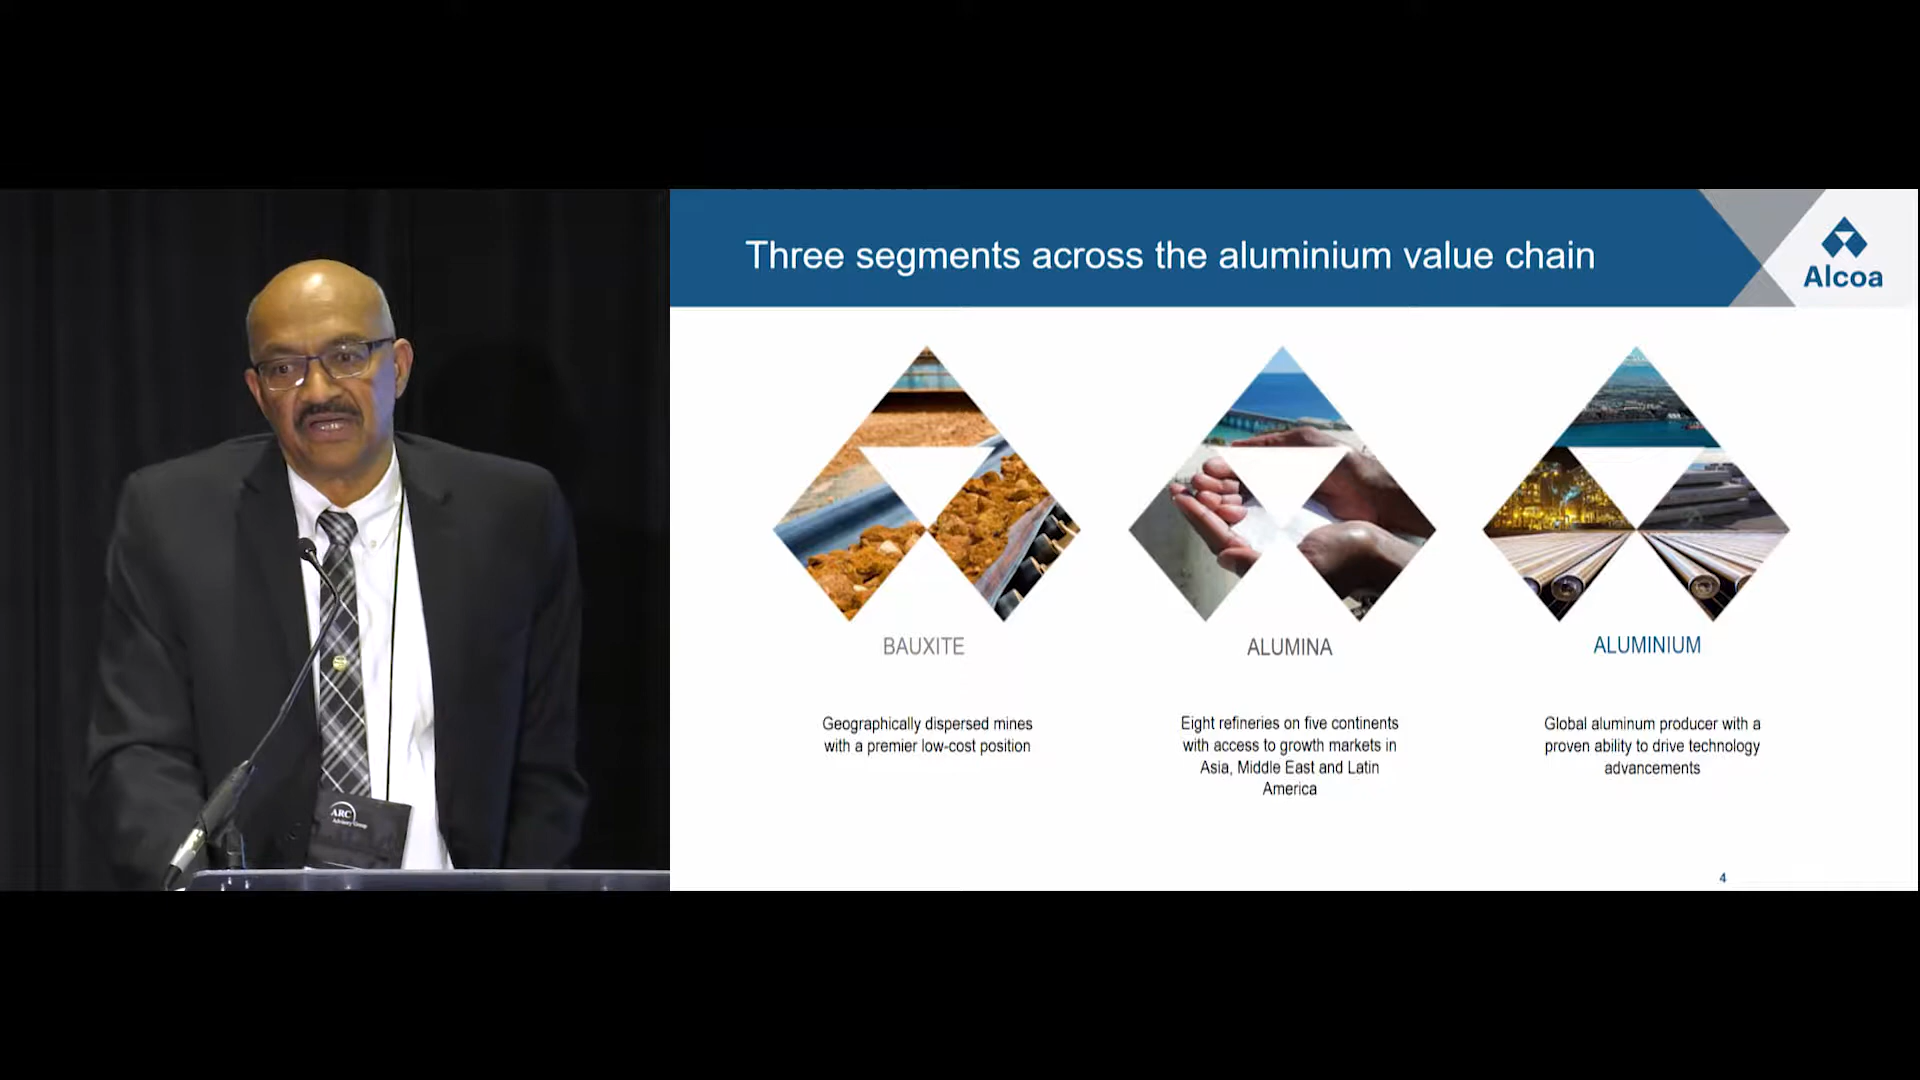 Three segments across the aluminium value chain
Alcoa
BAUXITE
Geographically dispersed mines
with a premier low-cost position
ALUMINA
Eight refineries on five continents
with access to growth markets in
Asia, Middle East and Latin
America
ALUMINIUM
Global aluminum producer with a
proven ability to drive technology
advancements
4
ARC
Advisory Group